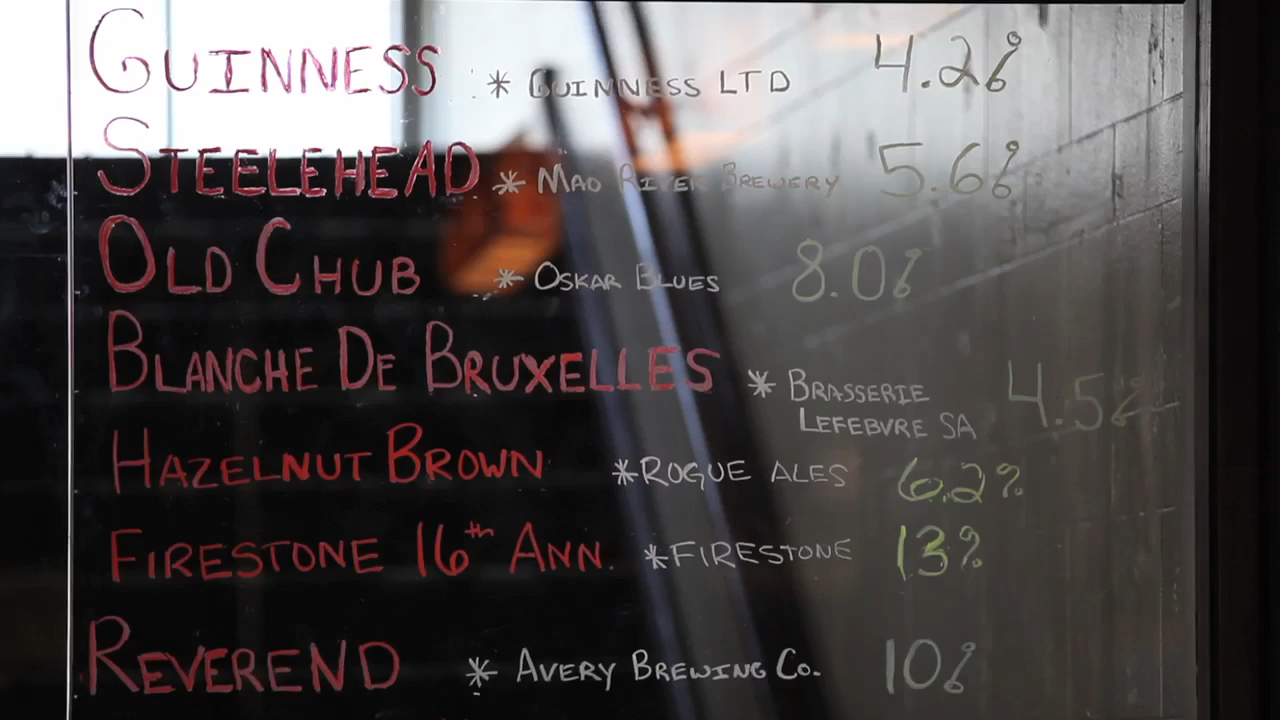 GUINNESS * GUINNESS LTD 4.2%
STEELEHEAD * MAD RIVER BREWERY 5.6%
OLD CHUB * OSKAR BLUES 8.0%
BLANCHE DE BRUXELLES * BRASSERIE 4.5%
LEFEBVRE SA
HAZELNUT BROWN * ROGUE ALES 6.2%
FIRESTONE 16th ANN. * FIRESTONE 13%
REVEREND * AVERY BREWING CO. 10%